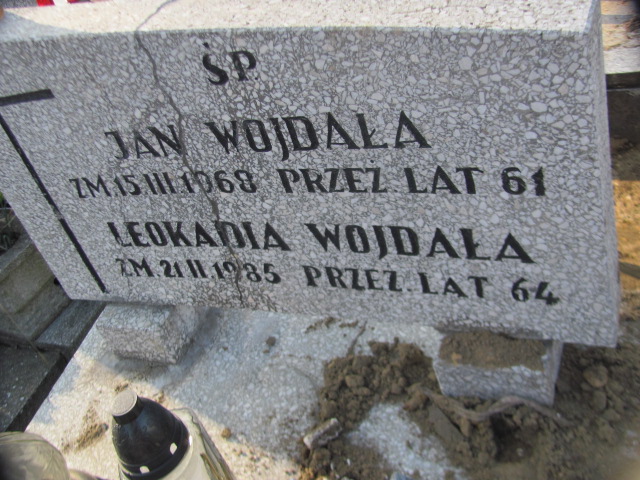 ŚP.
JAN WOJDAŁA
ZM. 15 III 1968 PRZEŻ. LAT 61
LEOKADIA WOJDAŁA
ZM. 21 II 1985 PRZEŻ. LAT 64